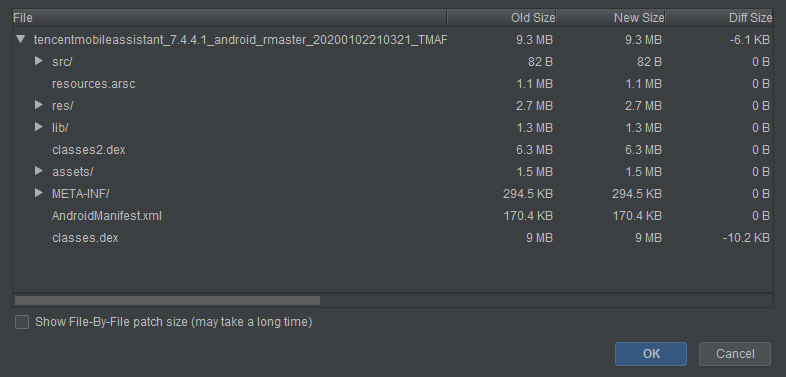 File Old Size New Size Diff Size
tencentmobileassistant_7.4.4.1_android_rmaster_20200102210321_TMAF 9.3 MB 9.3 MB -6.1 KB
src/ 82 B 82 B 0 B
resources.arsc 1.1 MB 1.1 MB 0 B
res/ 2.7 MB 2.7 MB 0 B
lib/ 1.3 MB 1.3 MB 0 B
classes2.dex 6.3 MB 6.3 MB 0 B
assets/ 1.5 MB 1.5 MB 0 B
META-INF/ 294.5 KB 294.5 KB 0 B
AndroidManifest.xml 170.4 KB 170.4 KB 0 B
classes.dex 9 MB 9 MB -10.2 KB
Show File-By-File patch size (may take a long time)
OK Cancel